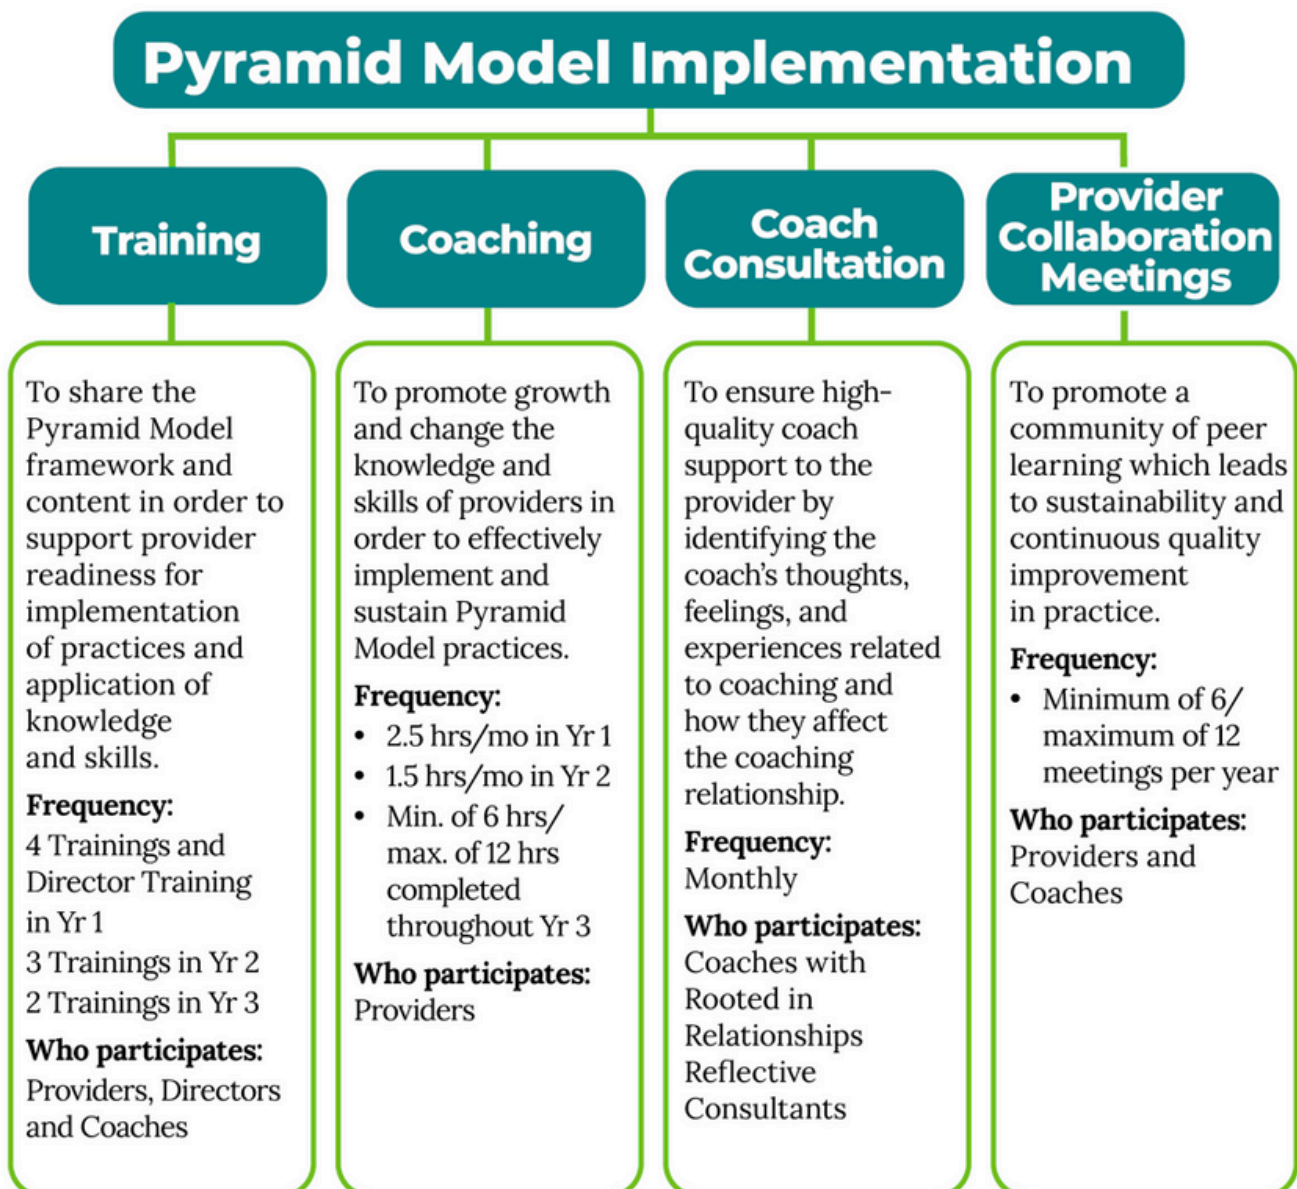 Pyramid Model Implementation
Training
To share the
Pyramid Model
framework and
content in order to
support provider
readiness for
implementation
of practices and
application of
knowledge
and skills.
Frequency:
4 Trainings and
Director Training
in Yr 1
3 Trainings in Yr 2
2 Trainings in Yr 3
Who participates:
Providers, Directors
and Coaches
Coaching
To promote growth
and change the
knowledge and
skills of providers in
order to effectively
implement and
sustain Pyramid
Model practices.
Frequency:
• 2.5 hrs/mo in Yr 1
• 1.5 hrs/mo in Yr 2
• Min. of 6 hrs/
max. of 12 hrs
completed
throughout Yr 3
Who participates:
Providers
Coach
Consultation
To ensure high-
quality coach
support to the
provider by
identifying the
coach’s thoughts,
feelings, and
experiences related
to coaching and
how they affect
the coaching
relationship.
Frequency:
Monthly
Who participates:
Coaches with
Rooted in
Relationships
Reflective
Consultants
Provider
Collaboration
Meetings
To promote a
community of peer
learning which leads
to sustainability and
continuous quality
improvement
in practice.
Frequency:
• Minimum of 6/
maximum of 12
meetings per year
Who participates:
Providers and
Coaches